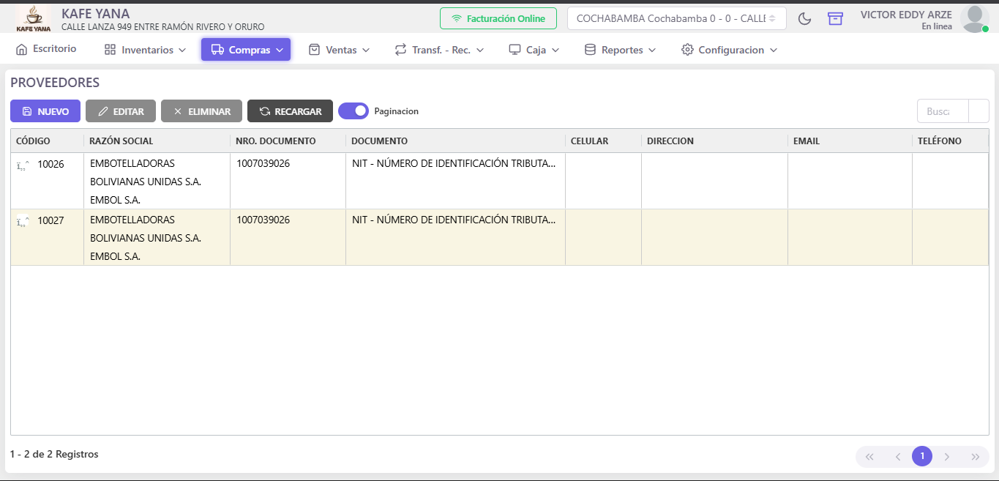 KAFE YANA
KAFE YANA
CALLE LANZA 949 ENTRE RAMÓN RIVERO Y ORURO
Facturación Online
COCHABAMBA Cochabamba 0 - 0 - CALLE
VICTOR EDDY ARZE
En linea
Escritorio
Inventarios
Compras
Ventas
Transf. - Rec.
Caja
Reportes
Configuracion
PROVEEDORES
NUEVO
EDITAR
ELIMINAR
RECARGAR
Paginacion
Busca
CÓDIGO RAZÓN SOCIAL NRO. DOCUMENTO DOCUMENTO CELULAR DIRECCION EMAIL TELÉFONO
10026 EMBOTELLADORAS 1007039026 NIT - NÚMERO DE IDENTIFICACIÓN TRIBUTA...
BOLIVIANAS UNIDAS S.A.
EMBOL S.A.
10027 EMBOTELLADORAS 1007039026 NIT - NÚMERO DE IDENTIFICACIÓN TRIBUTA...
BOLIVIANAS UNIDAS S.A.
EMBOL S.A.
1 - 2 de 2 Registros
1